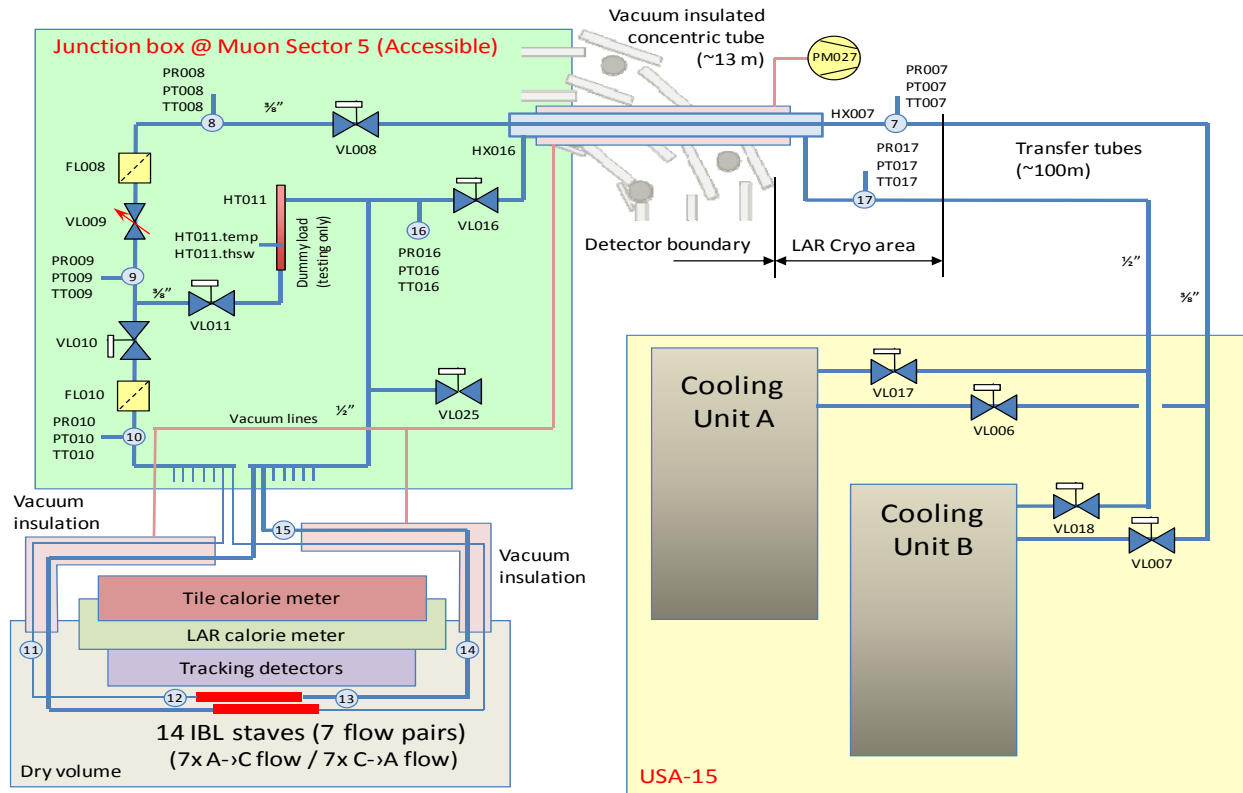 Junction box @ Muon Sector 5 (Accessible)
Vacuum insulated
concentric tube
(~13 m)
PM027
PR008
PT008
TT008
⅜”
8
VL008
HX007
PR007
PT007
TT007
7
HX016
PR017
PT017
TT017
17
Transfer tubes
(~100m)
FL008
VL009
HT011
HT011.temp
HT011.thsw
Dummy load
(testing only)
16
VL016
PR016
PT016
TT016
Detector boundary
LAR Cryo area
½”
⅜”
PR009
PT009
TT009
9
⅜”
VL011
VL010
FL010
PR010
PT010
TT010
10
Vacuum lines
½”
VL025
Cooling
Unit A
VL017
VL006
Cooling
Unit B
VL018
VL007
USA-15
Vacuum
insulation
15
Vacuum
insulation
Tile calorie meter
LAR calorie meter
Tracking detectors
11
14
12
13
14 IBL staves (7 flow pairs)
(7x A->C flow / 7x C->A flow)
Dry volume